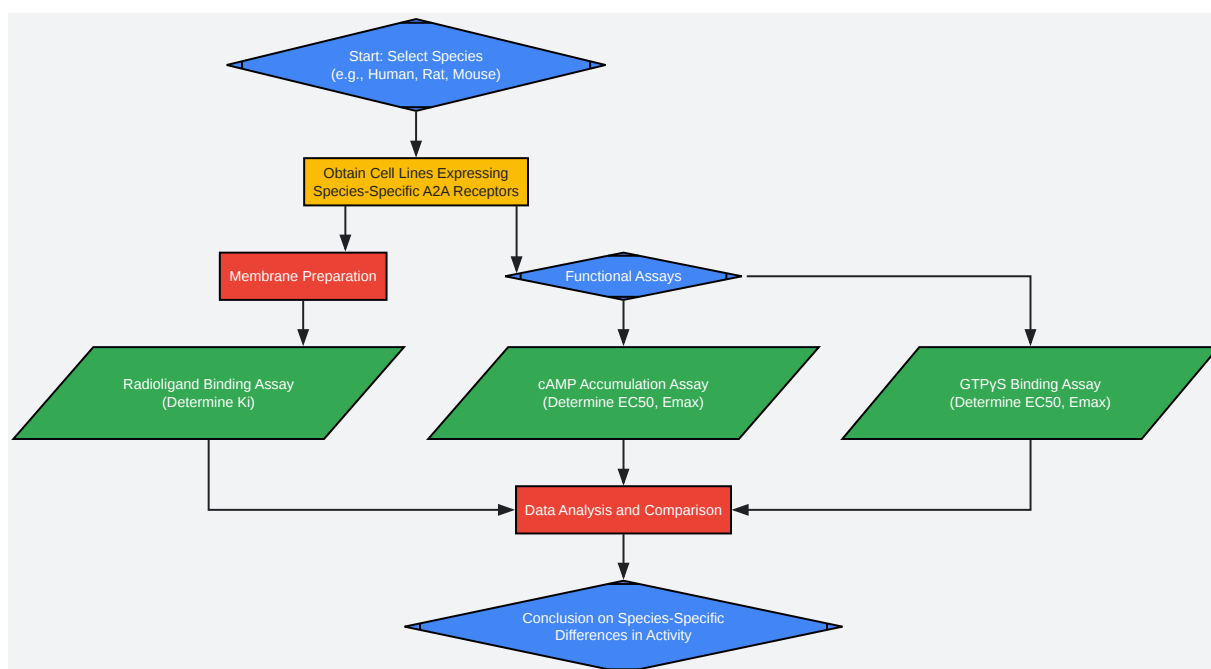 Start: Select Species
(e.g., Human, Rat, Mouse)
Obtain Cell Lines Expressing
Species-Specific A2A Receptors
Membrane Preparation
Functional Assays
Radioligand Binding Assay
(Determine Ki)
cAMP Accumulation Assay
(Determine EC50, Emax)
GTPγS Binding Assay
(Determine EC50, Emax)
Data Analysis and Comparison
Conclusion on Species-Specific
Differences in Activity